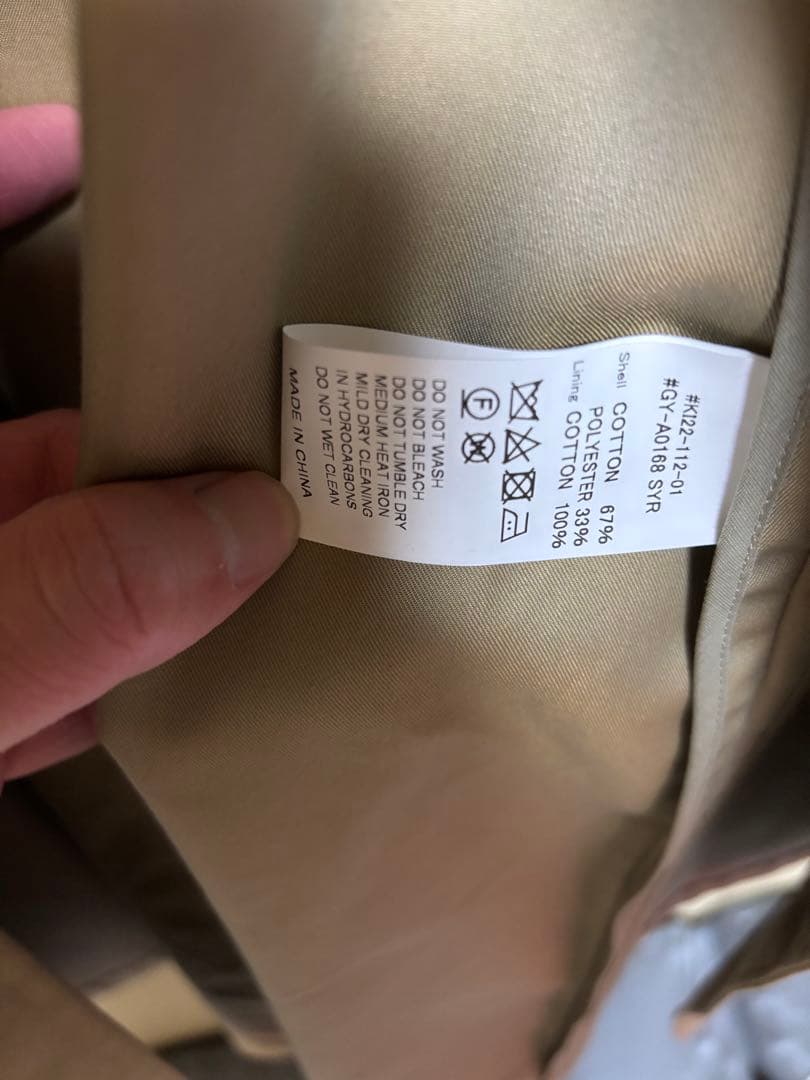 #KI22-112-01
#GY-A0168 SYR
Shell COTTON 67%
POLYESTER 33%
Lining COTTON 100%
F W
DO NOT WASH
DO NOT BLEACH
DO NOT TUMBLE DRY
MEDIUM HEAT IRON
MILD DRY CLEANING
IN HYDROCARBONS
DO NOT WET CLEAN
MADE IN CHINA